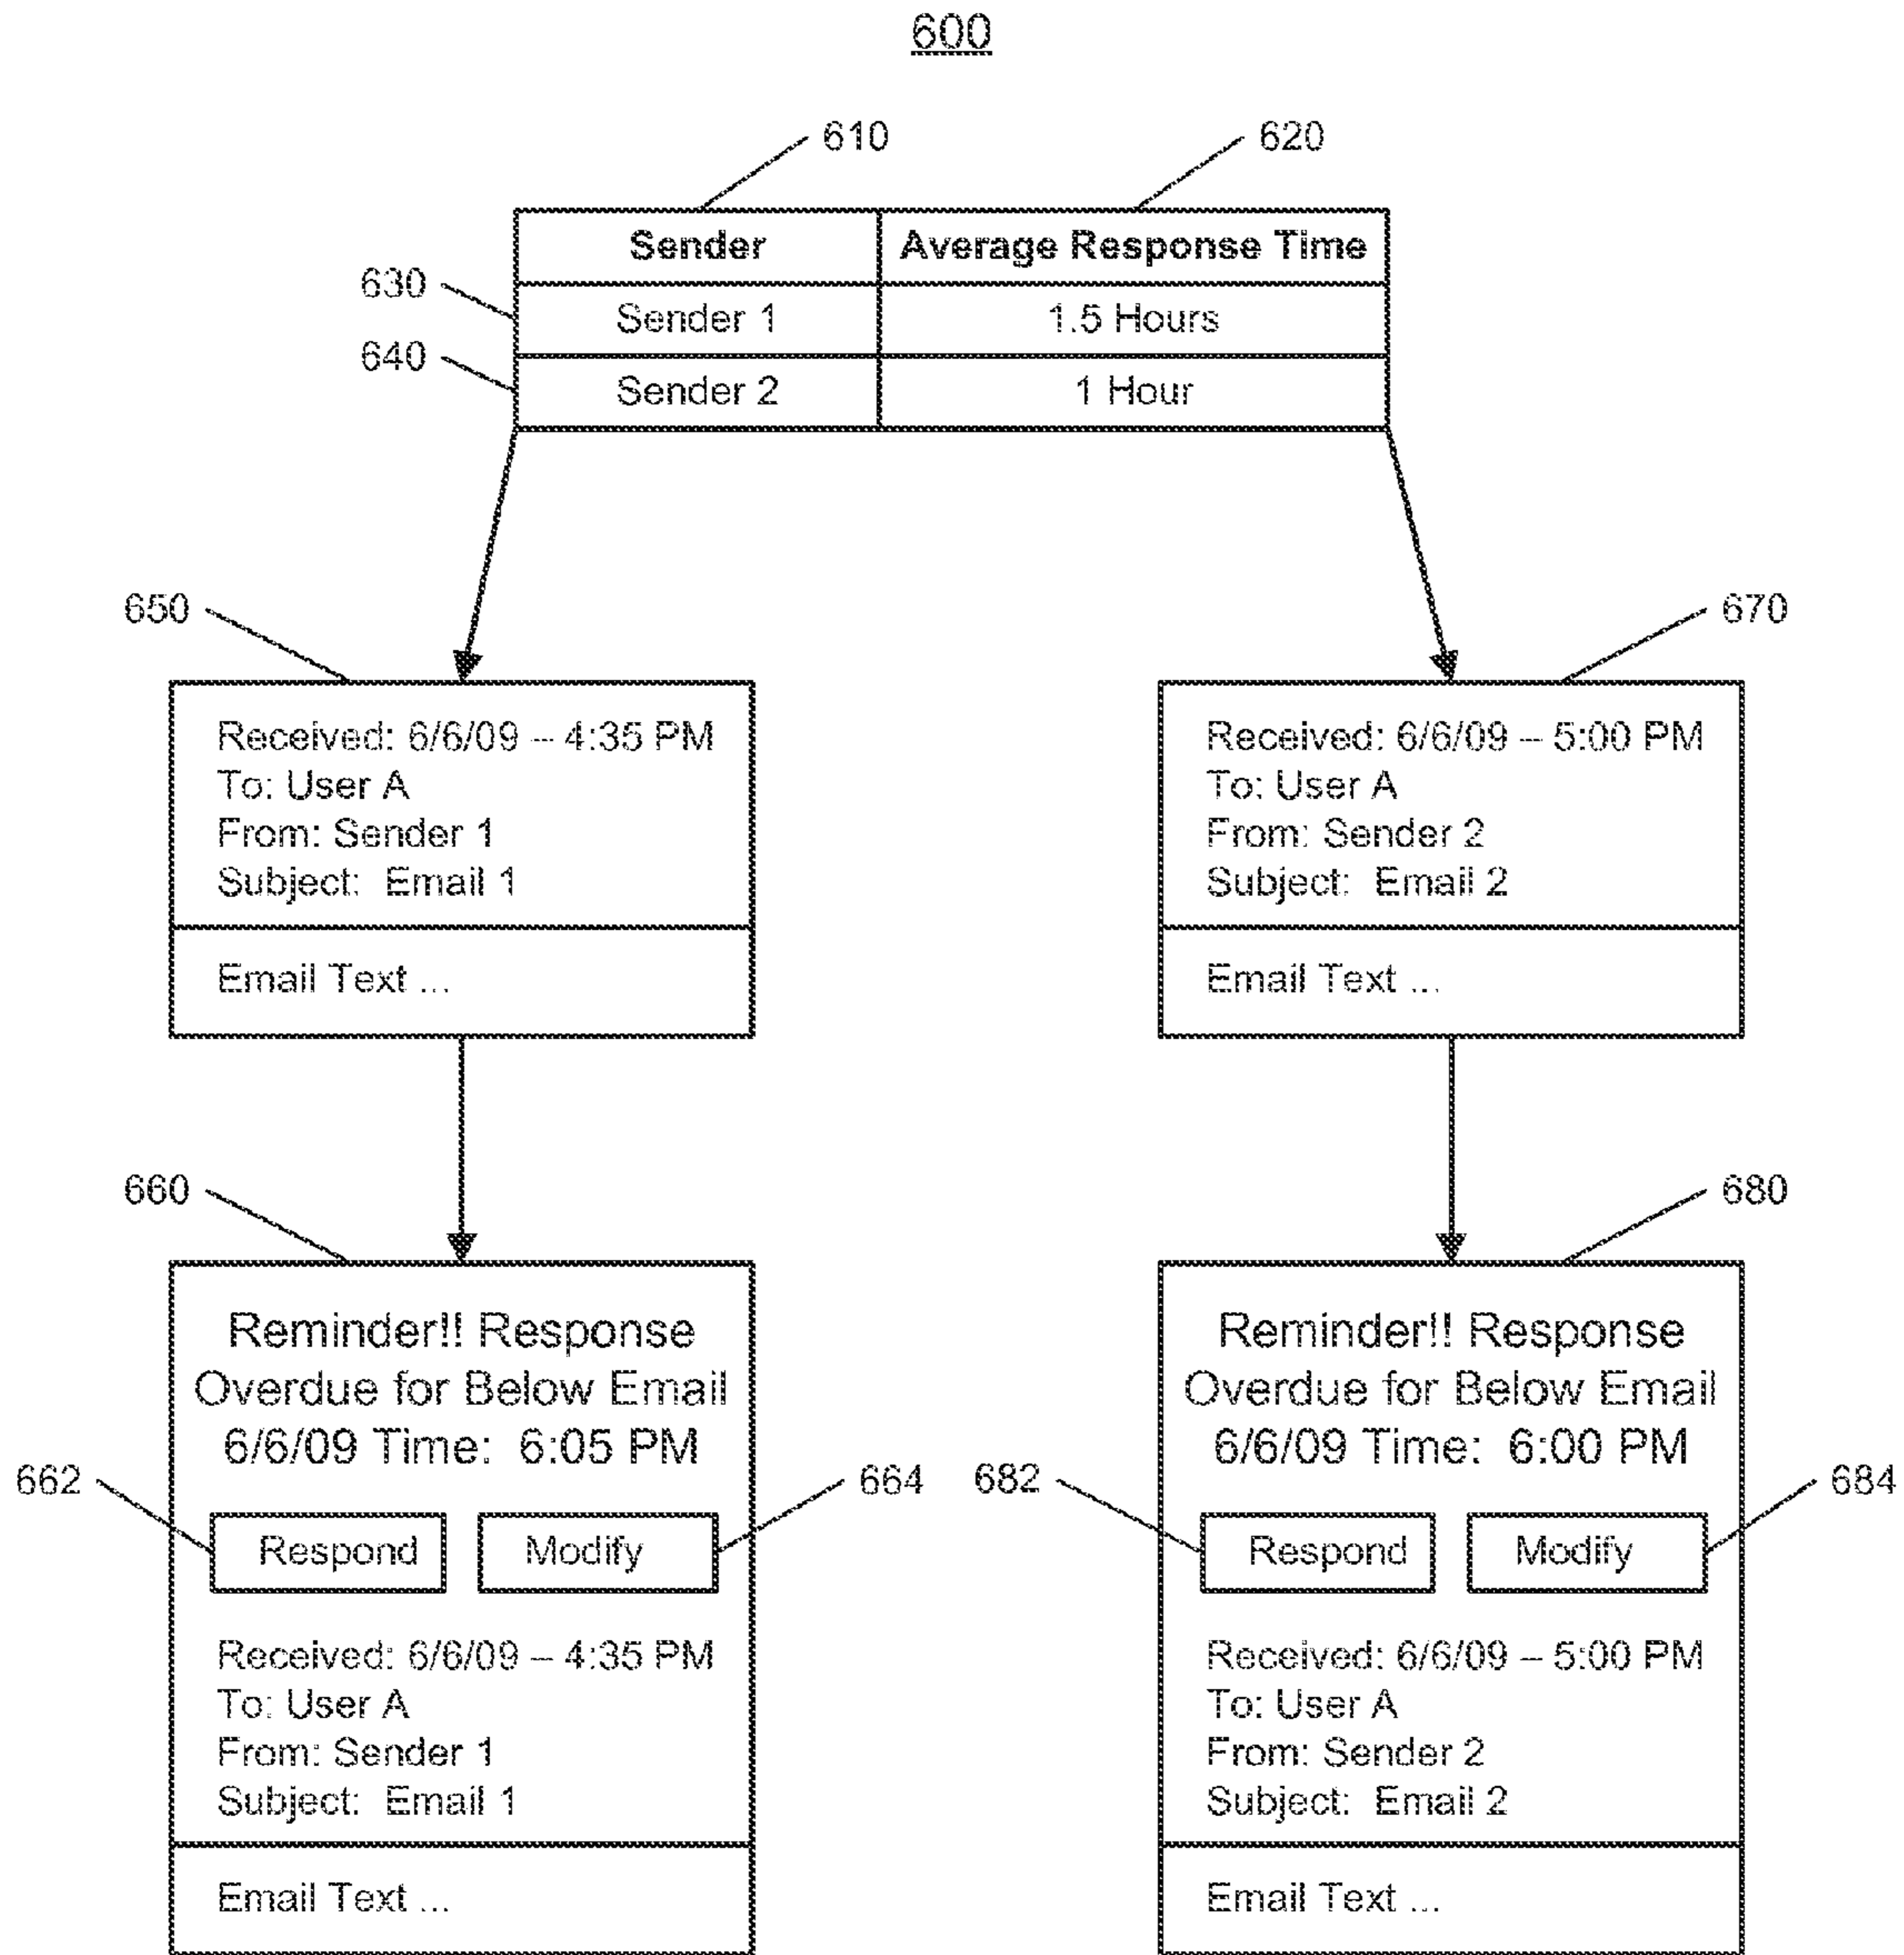 600
610
620
Sender
Average Response Time
630
Sender 1
1.5 Hours
640
Sender 2
1 Hour
650
Received: 6/6/09 – 4:35 PM
To: User A
From: Sender 1
Subject: Email 1
Email Text ...
670
Received: 6/6/09 – 5:00 PM
To: User A
From: Sender 2
Subject: Email 2
Email Text ...
660
Reminder!! Response
Overdue for Below Email
6/6/09 Time: 6:05 PM
662
Respond
Modify
664
Received: 6/6/09 – 4:35 PM
To: User A
From: Sender 1
Subject: Email 1
Email Text ...
680
Reminder!! Response
Overdue for Below Email
6/6/09 Time: 6:00 PM
682
Respond
Modify
684
Received: 6/6/09 – 5:00 PM
To: User A
From: Sender 2
Subject: Email 2
Email Text ...